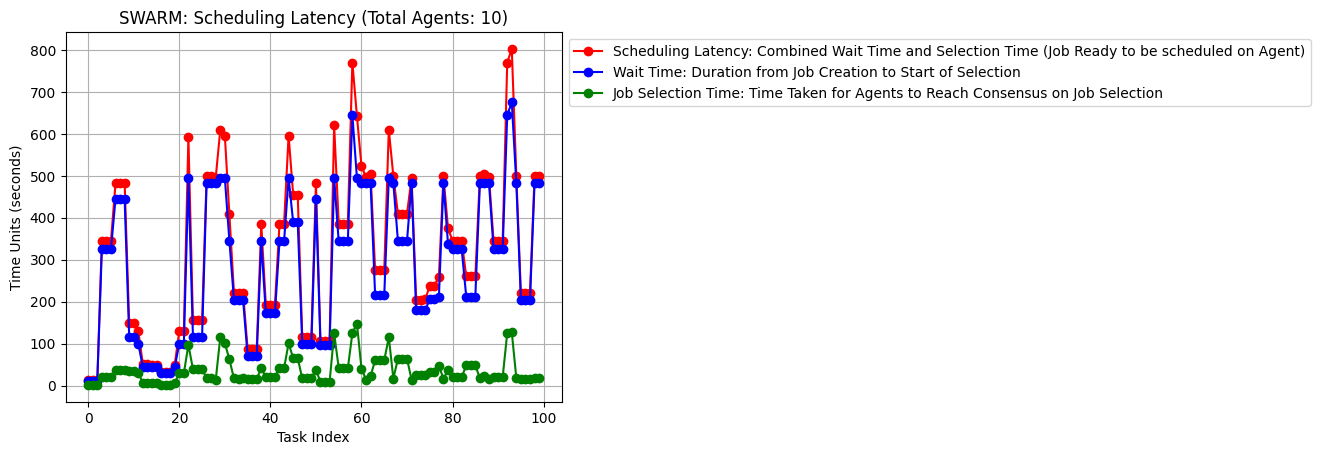 SWARM: Scheduling Latency (Total Agents: 10)
Scheduling Latency: Combined Wait Time and Selection Time (Job Ready to be scheduled on Agent)
Wait Time: Duration from Job Creation to Start of Selection
Job Selection Time: Time Taken for Agents to Reach Consensus on Job Selection
Time Units (seconds)
800
700
600
500
400
300
200
100
0
0 20 40 60 80 100
Task Index